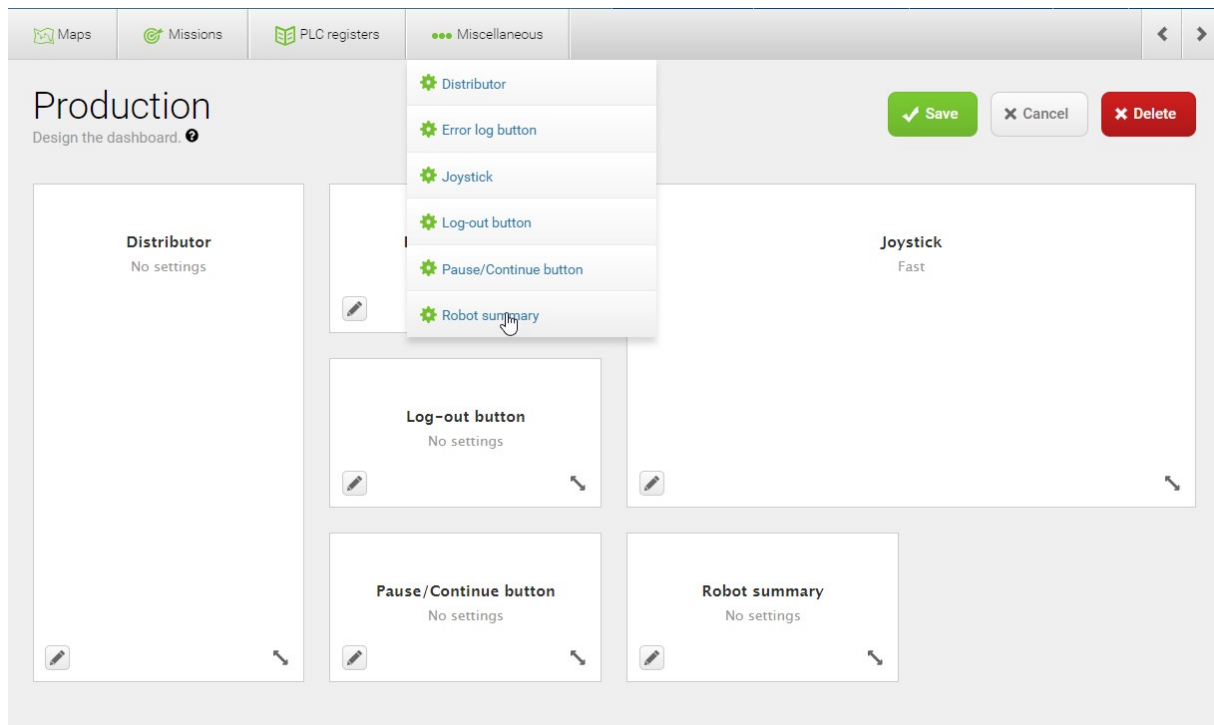 Maps
Missions
PLC registers
Miscellaneous
Distributor
Error log button
Joystick
Log-out button
Pause/Continue button
Robot summary
Production
Design the dashboard.
Save
Cancel
Delete
Distributor
No settings
Joystick
Fast
Log-out button
No settings
Pause/Continue button
No settings
Robot summary
No settings